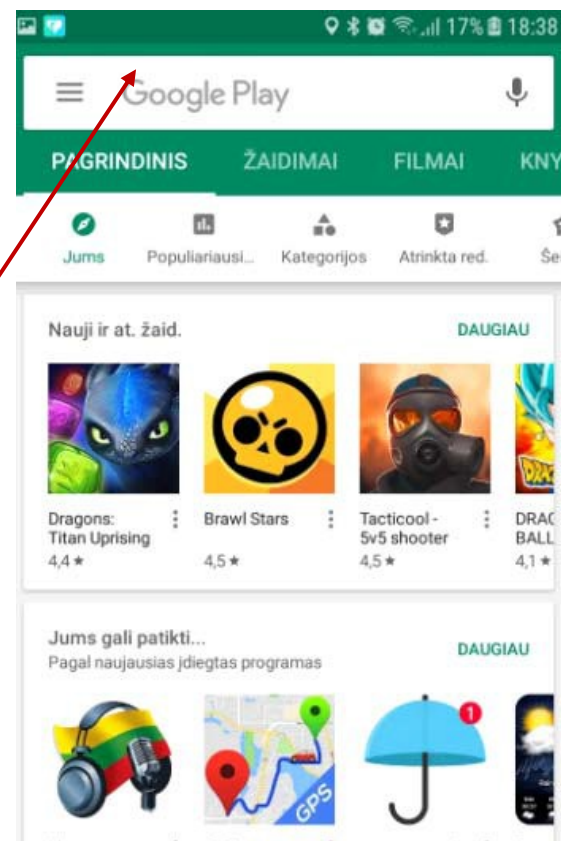 17% 18:38
Google Play
PAGRINDINIS ŽAIDIMAI FILMAI KNY
Jums Populiariausi... Kategorijos Atrinkta red. Še
Nauji ir at. žaid. DAUGIAU
Dragons: Titan Uprising
4,4★
Brawl Stars
4,5★
Tacticool - 5v5 shooter
4,5★
DRAG BALL
4,1★
Jums gali patikti... DAUGIAU
Pagal naujausias įdiegtas programas
1
GPS